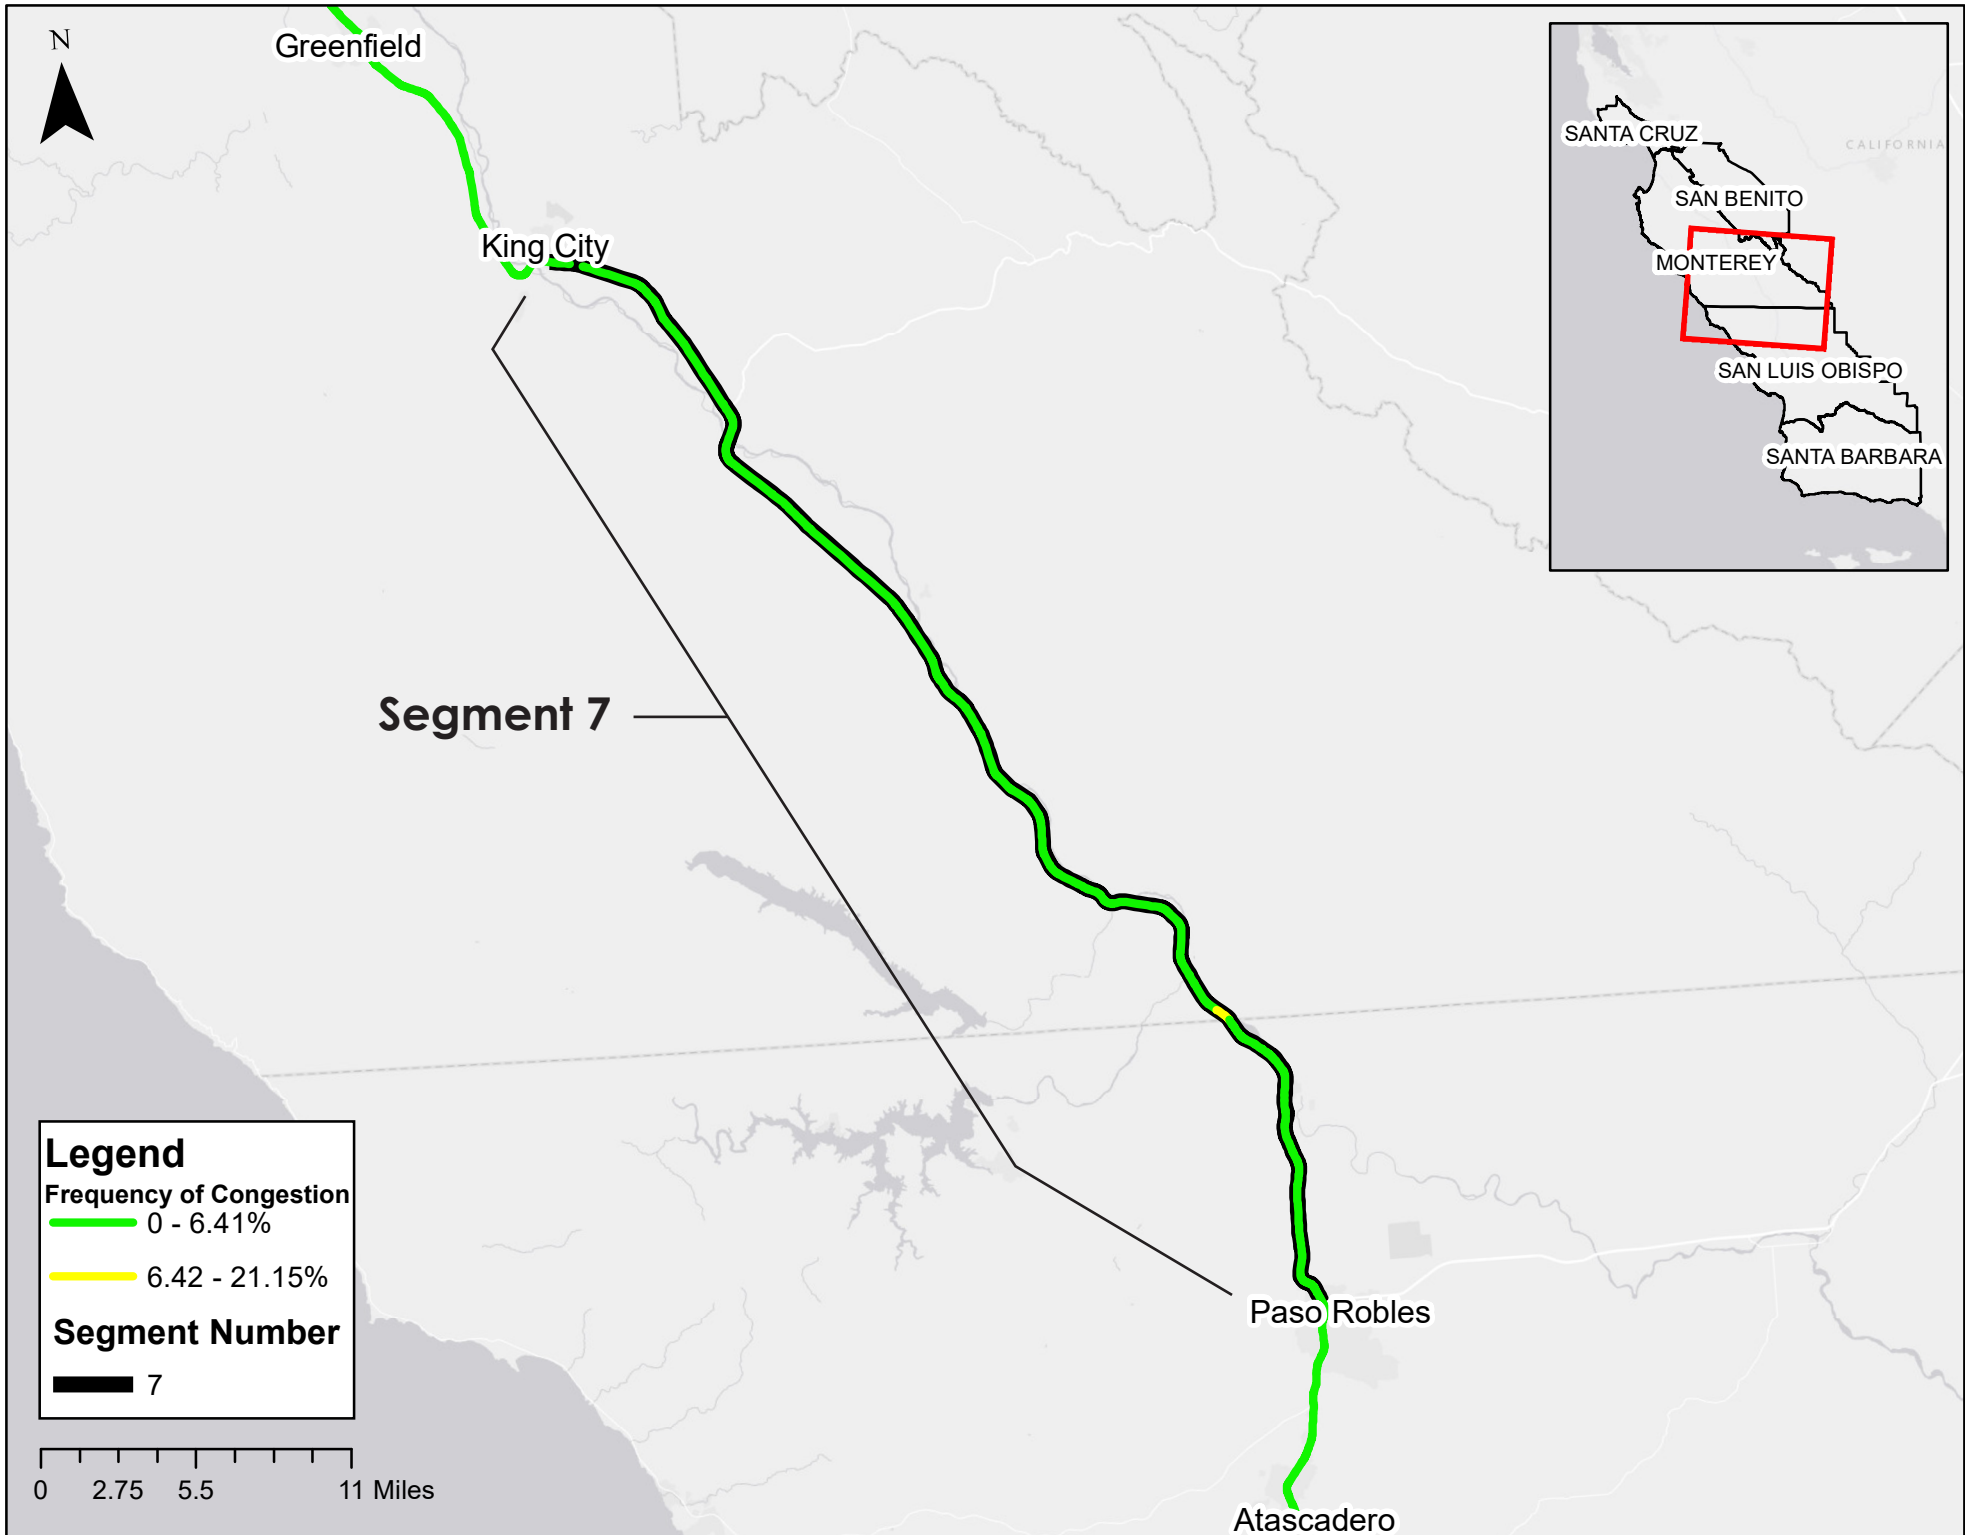 N
Greenfield
King City
Segment 7
Paso Robles
Atascadero
SANTA CRUZ
CALIFORNIA
SAN BENITO
MONTEREY
SAN LUIS OBISPO
SANTA BARBARA
Legend
Frequency of Congestion
0 - 6.41%
6.42 - 21.15%
Segment Number
7
0 2.75 5.5 11 Miles